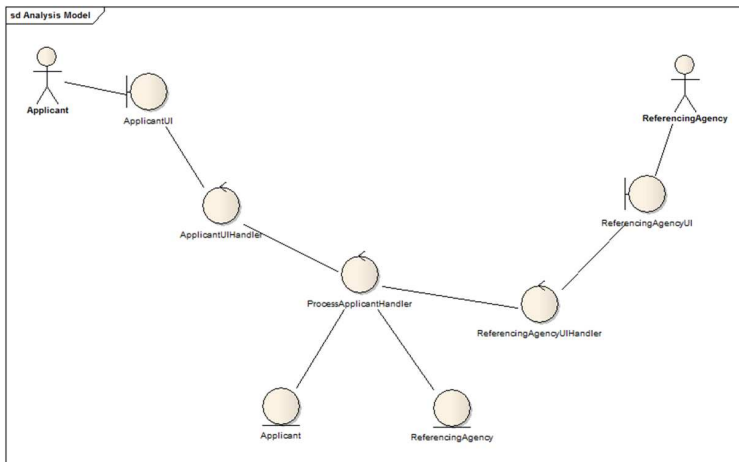 sd Analysis Model
Applicant
ApplicantUI
ReferencingAgency
ApplicantUIHandler
ReferencingAgencyUI
ProcessApplicantHandler
ReferencingAgencyUIHandler
Applicant
ReferencingAgency